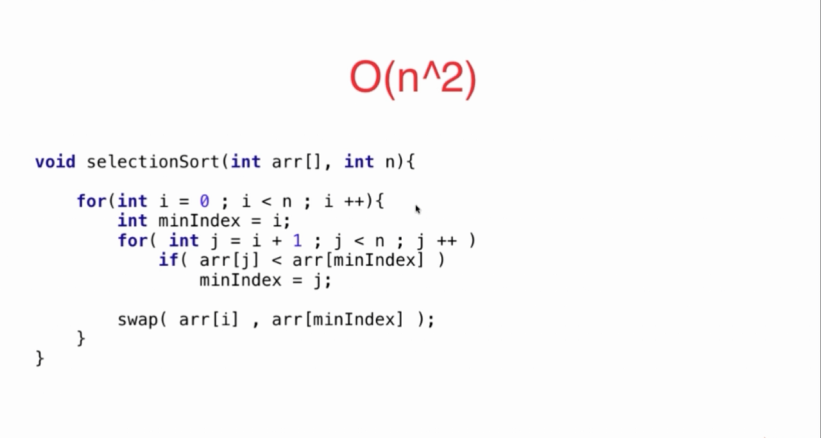 O(n^2)
void selectionSort(int arr[], int n){
for(int i = 0 ; i < n ; i ++){
int minIndex = i;
for( int j = i + 1 ; j < n ; j ++ )
if( arr[j] < arr[minIndex] )
minIndex = j;
swap( arr[i] , arr[minIndex] );
}
}